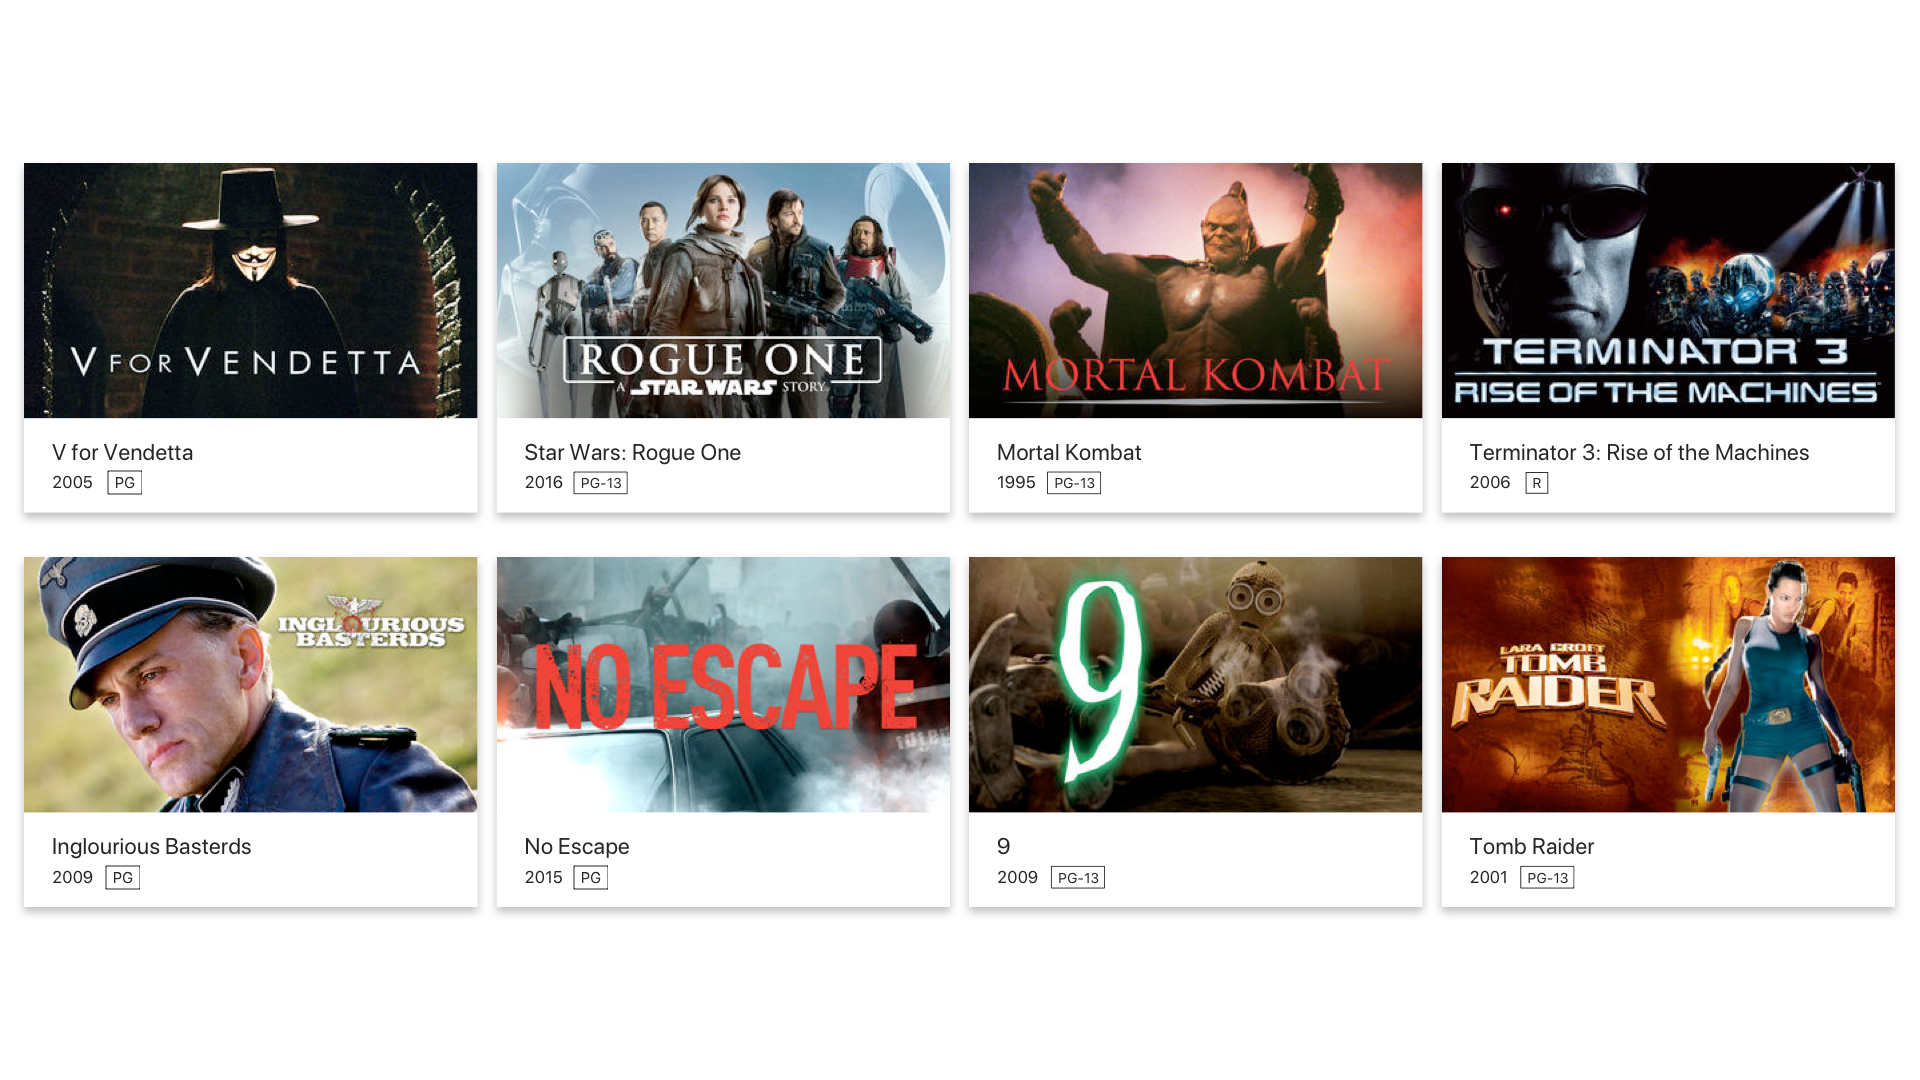 V FOR VENDETTA
V for Vendetta
2005 PG
ROGUE ONE
A STAR WARS STORY
Star Wars: Rogue One
2016 PG-13
MORTAL KOMBAT
Mortal Kombat
1995 PG-13
TERMINATOR 3
RISE OF THE MACHINES
Terminator 3: Rise of the Machines
2006 R
INGLOURIOUS
BASTERDS
Inglourious Basterds
2009 PG
NO ESCAPE
No Escape
2015 PG
9
9
2009 PG-13
LARA CROFT
TOMB
RAIDER
Tomb Raider
2001 PG-13